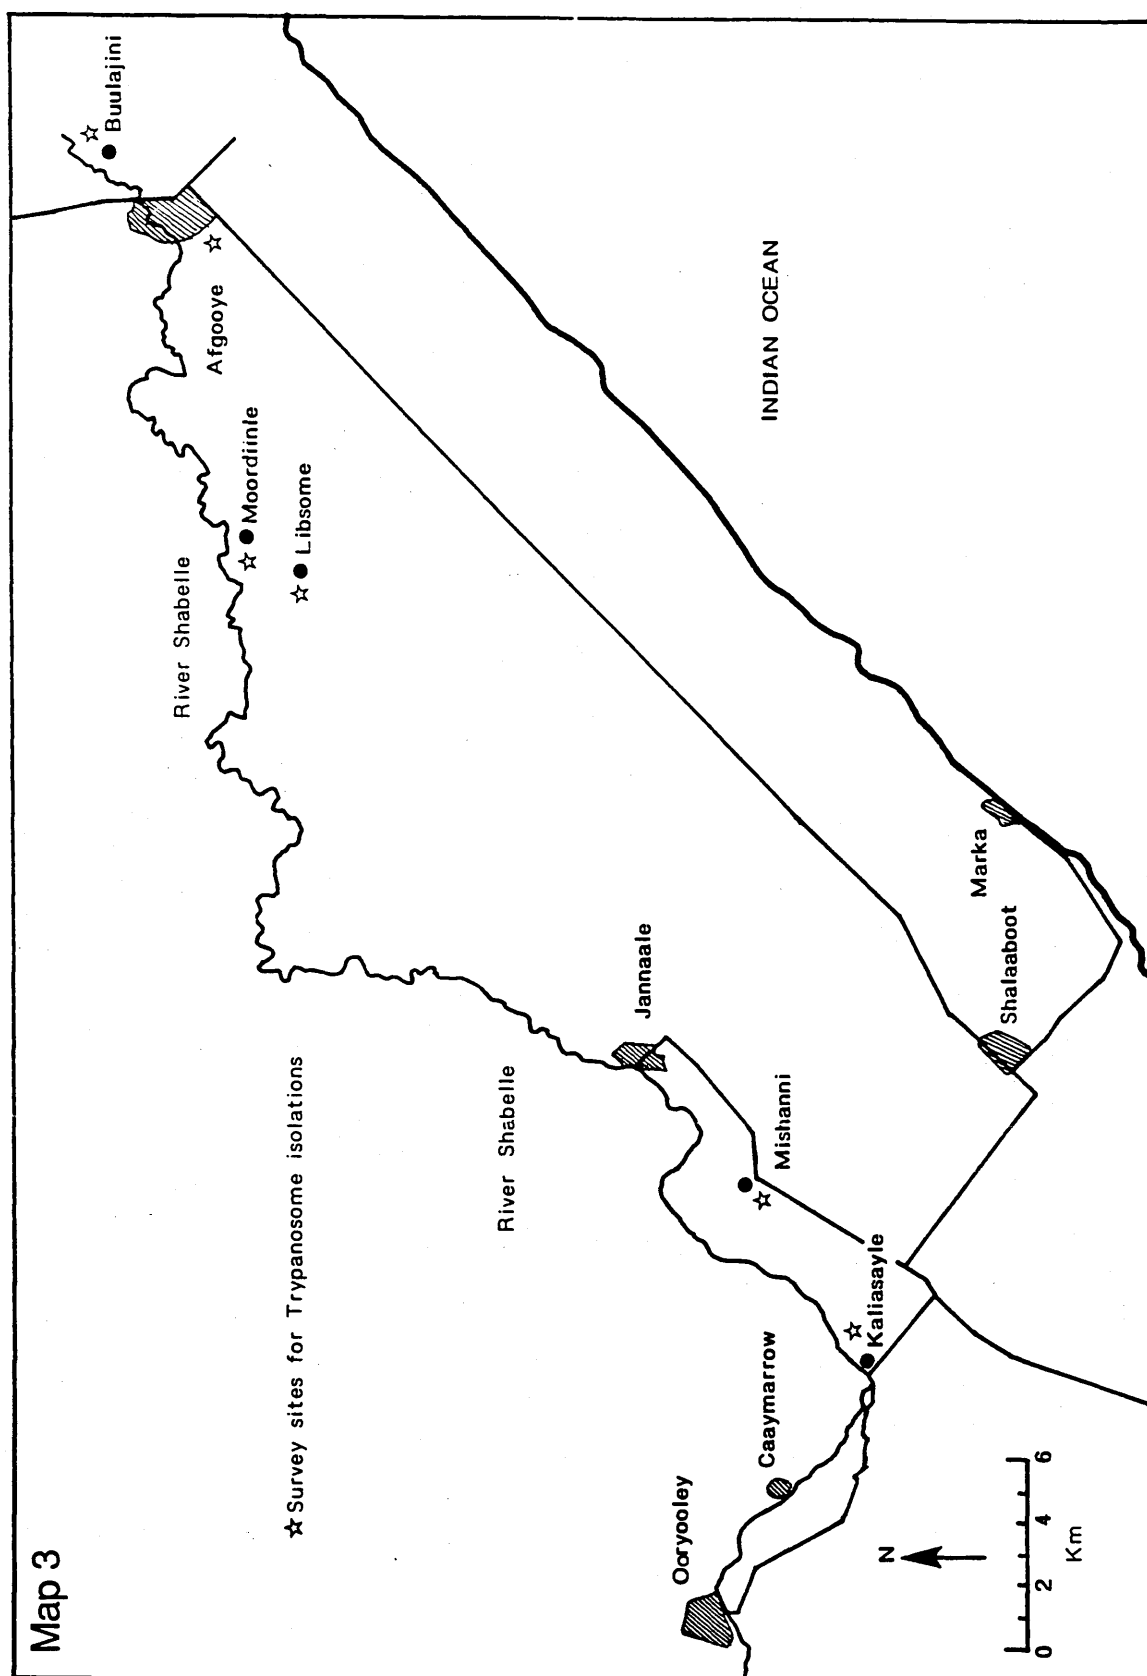 Map 3
☆ Survey sites for Trypanosome isolations
River Shabelle
River Shabelle
Buulajini
Afgooye
Moordiinle
Libsome
INDIAN OCEAN
Jannaale
Marka
Shalaaboot
Mishanni
Kaliasayle
Caaymarrow
Ooryooley
N
0 2 4 6
Km